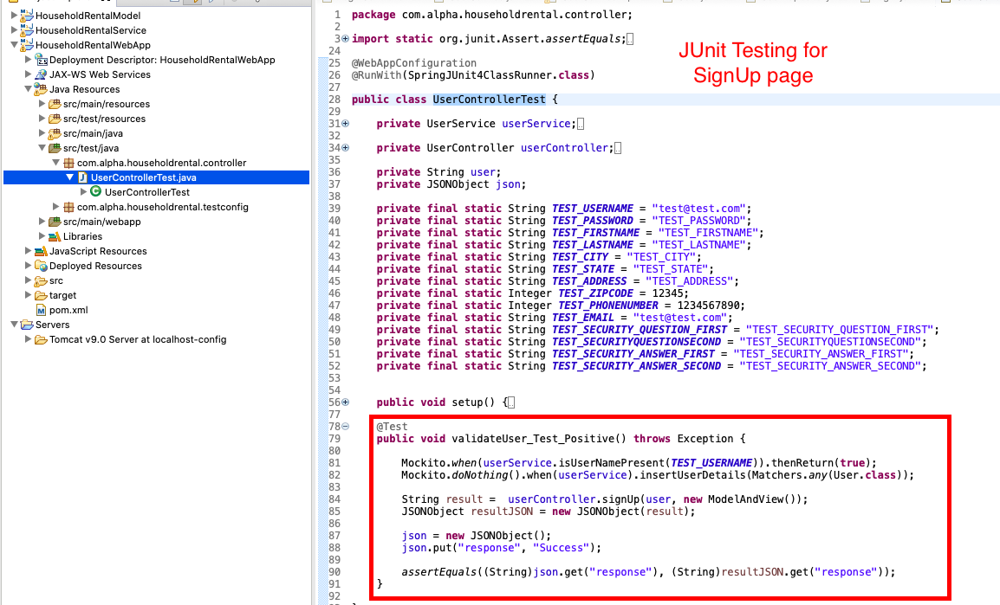 HouseholdRentalModel
HouseholdRentalService
HouseholdRentalWebApp
Deployment Descriptor: HouseholdRentalWebApp
JAX-WS Web Services
Java Resources
src/main/resources
src/test/resources
src/main/java
src/test/java
com.alpha.householdrental.controller
UserControllerTest.java
UserControllerTest
com.alpha.householdrental.testconfig
src/main/webapp
Libraries
JavaScript Resources
Deployed Resources
src
target
pom.xml
Servers
Tomcat v9.0 Server at localhost-config
JUnit Testing for
SignUp page
1 package com.alpha.householdrental.controller;
2
3 import static org.junit.Assert.assertEquals;
24
25 @WebAppConfiguration
26 @RunWith(SpringJUnit4ClassRunner.class)
27
28 public class UserControllerTest {
29
31 private UserService userService;
32
34 private UserController userController;
35
36 private String user;
37 private JSONObject json;
38
39 private final static String TEST_USERNAME = "test@test.com";
40 private final static String TEST_PASSWORD = "TEST_PASSWORD";
41 private final static String TEST_FIRSTNAME = "TEST_FIRSTNAME";
42 private final static String TEST_LASTNAME = "TEST_LASTNAME";
43 private final static String TEST_CITY = "TEST_CITY";
44 private final static String TEST_STATE = "TEST_STATE";
45 private final static String TEST_ADDRESS = "TEST_ADDRESS";
46 private final static Integer TEST_ZIPCODE = 12345;
47 private final static Integer TEST_PHONENUMBER = 1234567890;
48 private final static String TEST_EMAIL = "test@test.com";
49 private final static String TEST_SECURITY_QUESTION_FIRST = "TEST_SECURITY_QUESTION_FIRST";
50 private final static String TEST_SECURITYQUESTIONSECOND = "TEST_SECURITYQUESTIONSECOND";
51 private final static String TEST_SECURITY_ANSWER_FIRST = "TEST_SECURITY_ANSWER_FIRST";
52 private final static String TEST_SECURITY_ANSWER_SECOND = "TEST_SECURITY_ANSWER_SECOND";
53
54
56 public void setup() {
77
78 @Test
79 public void validateUser_Test_Positive() throws Exception {
80
81 Mockito.when(userService.isUserNamePresent(TEST_USERNAME)).thenReturn(true);
82 Mockito.doNothing().when(userService).insertUserDetails(Matchers.any(User.class));
83
84 String result = userController.signUp(user, new ModelAndView());
85 JSONObject resultJSON = new JSONObject(result);
86
87 json = new JSONObject();
88 json.put("response", "Success");
89
90 assertEquals((String)json.get("response"), (String)resultJSON.get("response"));
91 }
92